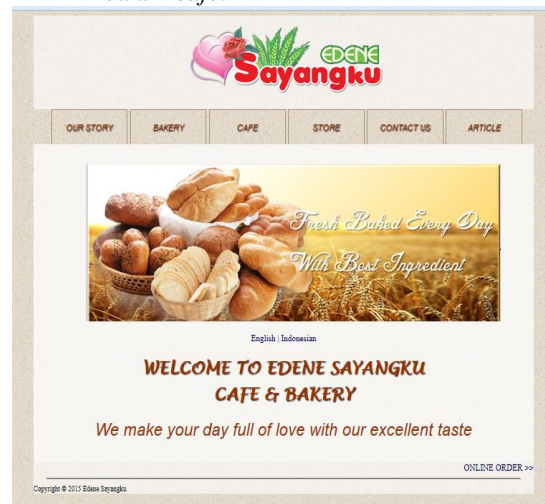 EDENE
Sayangku
OUR STORY BAKERY CAFE STORE CONTACT US ARTICLE
Fresh Baked Every Day
With Best Ingredient
English | Indonesian
WELCOME TO EDENE SAYANGKU
CAFE & BAKERY
We make your day full of love with our excellent taste
ONLINE ORDER >>
Copyright © 2015 Edene Sayangku